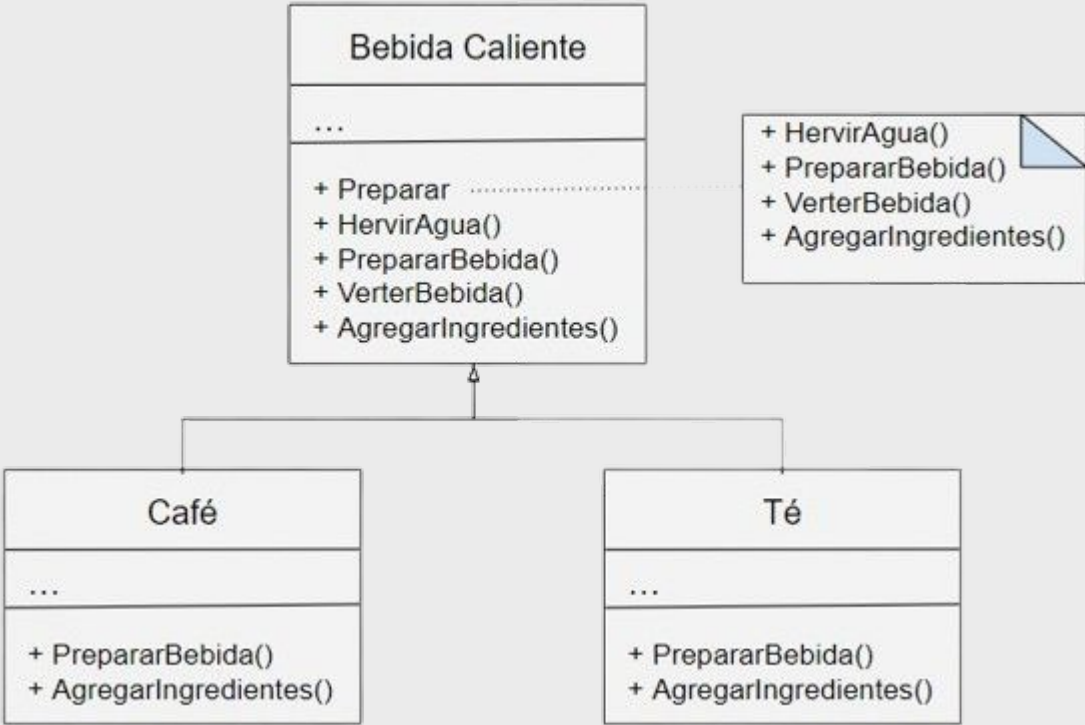 Bebida Caliente
...
+ Preparar
+ HervirAgua()
+ PrepararBebida()
+ VerterBebida()
+ AgregarIngredientes()
+ HervirAgua()
+ PrepararBebida()
+ VerterBebida()
+ AgregarIngredientes()
Café
...
+ PrepararBebida()
+ AgregarIngredientes()
Té
...
+ PrepararBebida()
+ AgregarIngredientes()